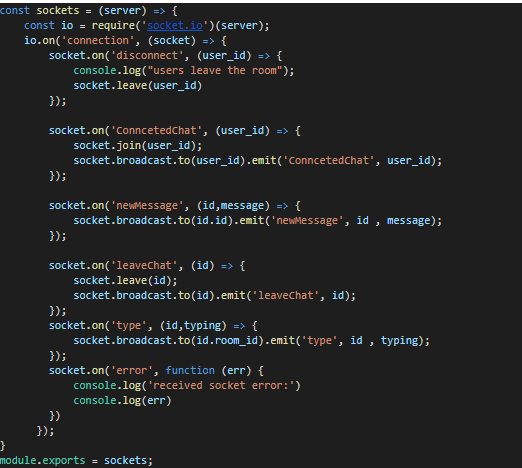 const sockets = (server) => {
    const io = require('socket.io')(server);
    io.on('connection', (socket) => {
        socket.on('disconnect', (user_id) => {
            console.log("users leave the room");
            socket.leave(user_id)
        });

        socket.on('ConncetedChat', (user_id) => {
            socket.join(user_id);
            socket.broadcast.to(user_id).emit('ConncetedChat', user_id);
        });

        socket.on('newMessage', (id,message) => {
            socket.broadcast.to(id.id).emit('newMessage', id , message);
        });

        socket.on('leaveChat', (id) => {
            socket.leave(id);
            socket.broadcast.to(id).emit('leaveChat', id);
        });
        socket.on('type', (id,typing) => {
            socket.broadcast.to(id.room_id).emit('type', id , typing);
        });
        socket.on('error', function (err) {
            console.log('received socket error:')
            console.log(err)
        })
      });
}
module.exports = sockets;